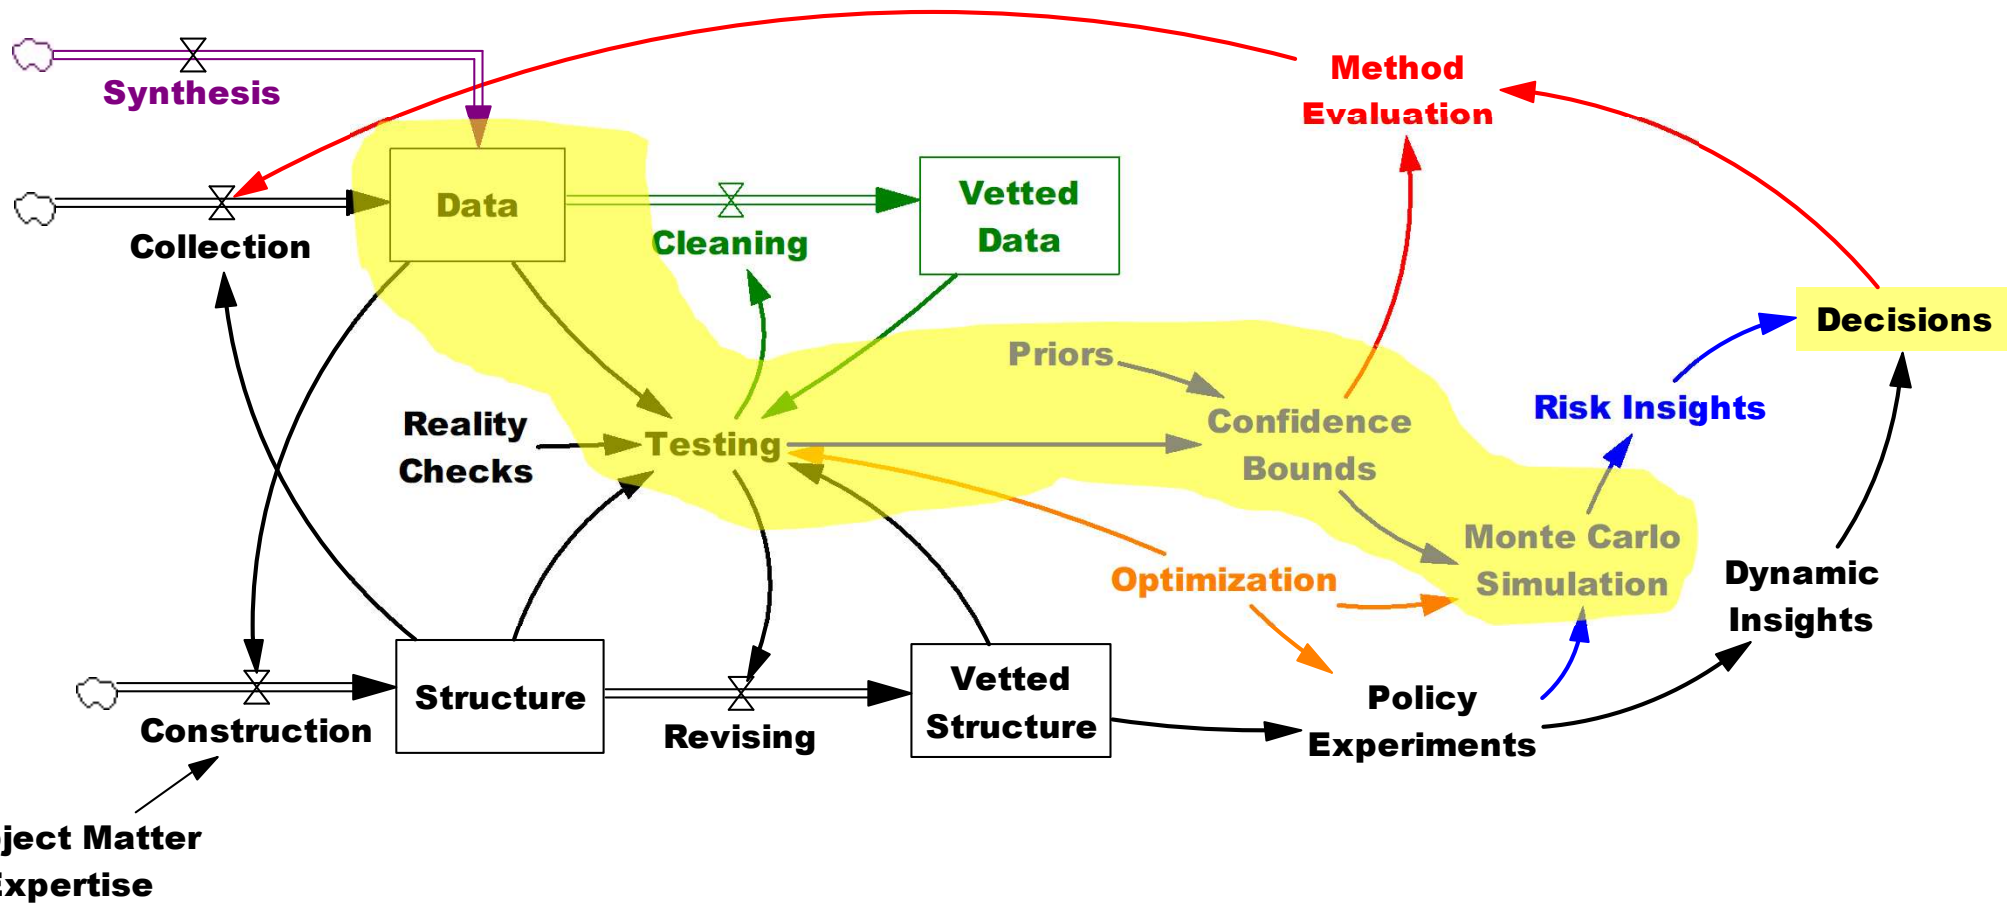 Synthesis
Method
Evaluation
Data
Vetted
Data
Collection
Cleaning
Decisions
Priors
Confidence
Bounds
Risk Insights
Reality
Checks
Testing
Monte Carlo
Simulation
Optimization
Dynamic
Insights
Structure
Vetted
Structure
Policy
Experiments
Construction
Revising
ject Matter
Expertise